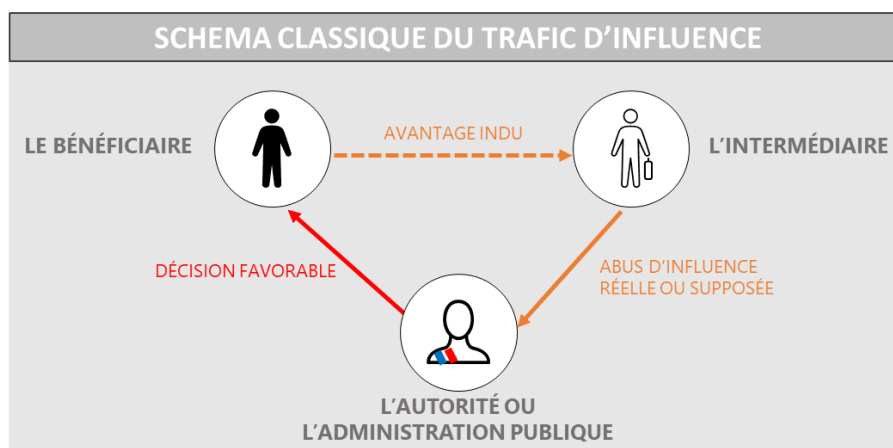 SCHEMA CLASSIQUE DU TRAFIC D'INFLUENCE
LE BÉNÉFICIAIRE
AVANTAGE INDU
L'INTERMÉDIAIRE
DÉCISION FAVORABLE
ABUS D'INFLUENCE
RÉELLE OU SUPPOSÉE
L'AUTORITÉ OU
L'ADMINISTRATION PUBLIQUE